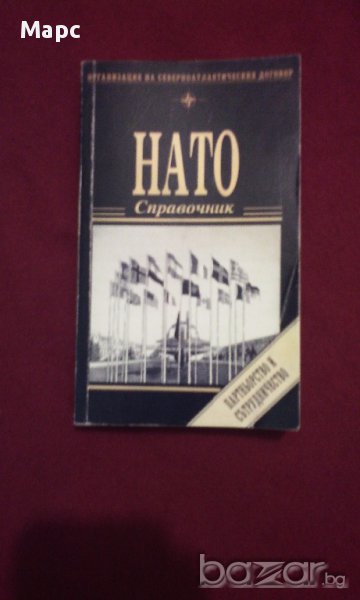 Марс
ОРГАНИЗАЦИЯ НА СЕВЕРНОАТЛАНТИЧЕСКИЯ ДОГОВОР
НАТО
Справочник
ПАРТНЬОРСТВО И
СЪТРУДНИЧЕСТВО
bazar.bg